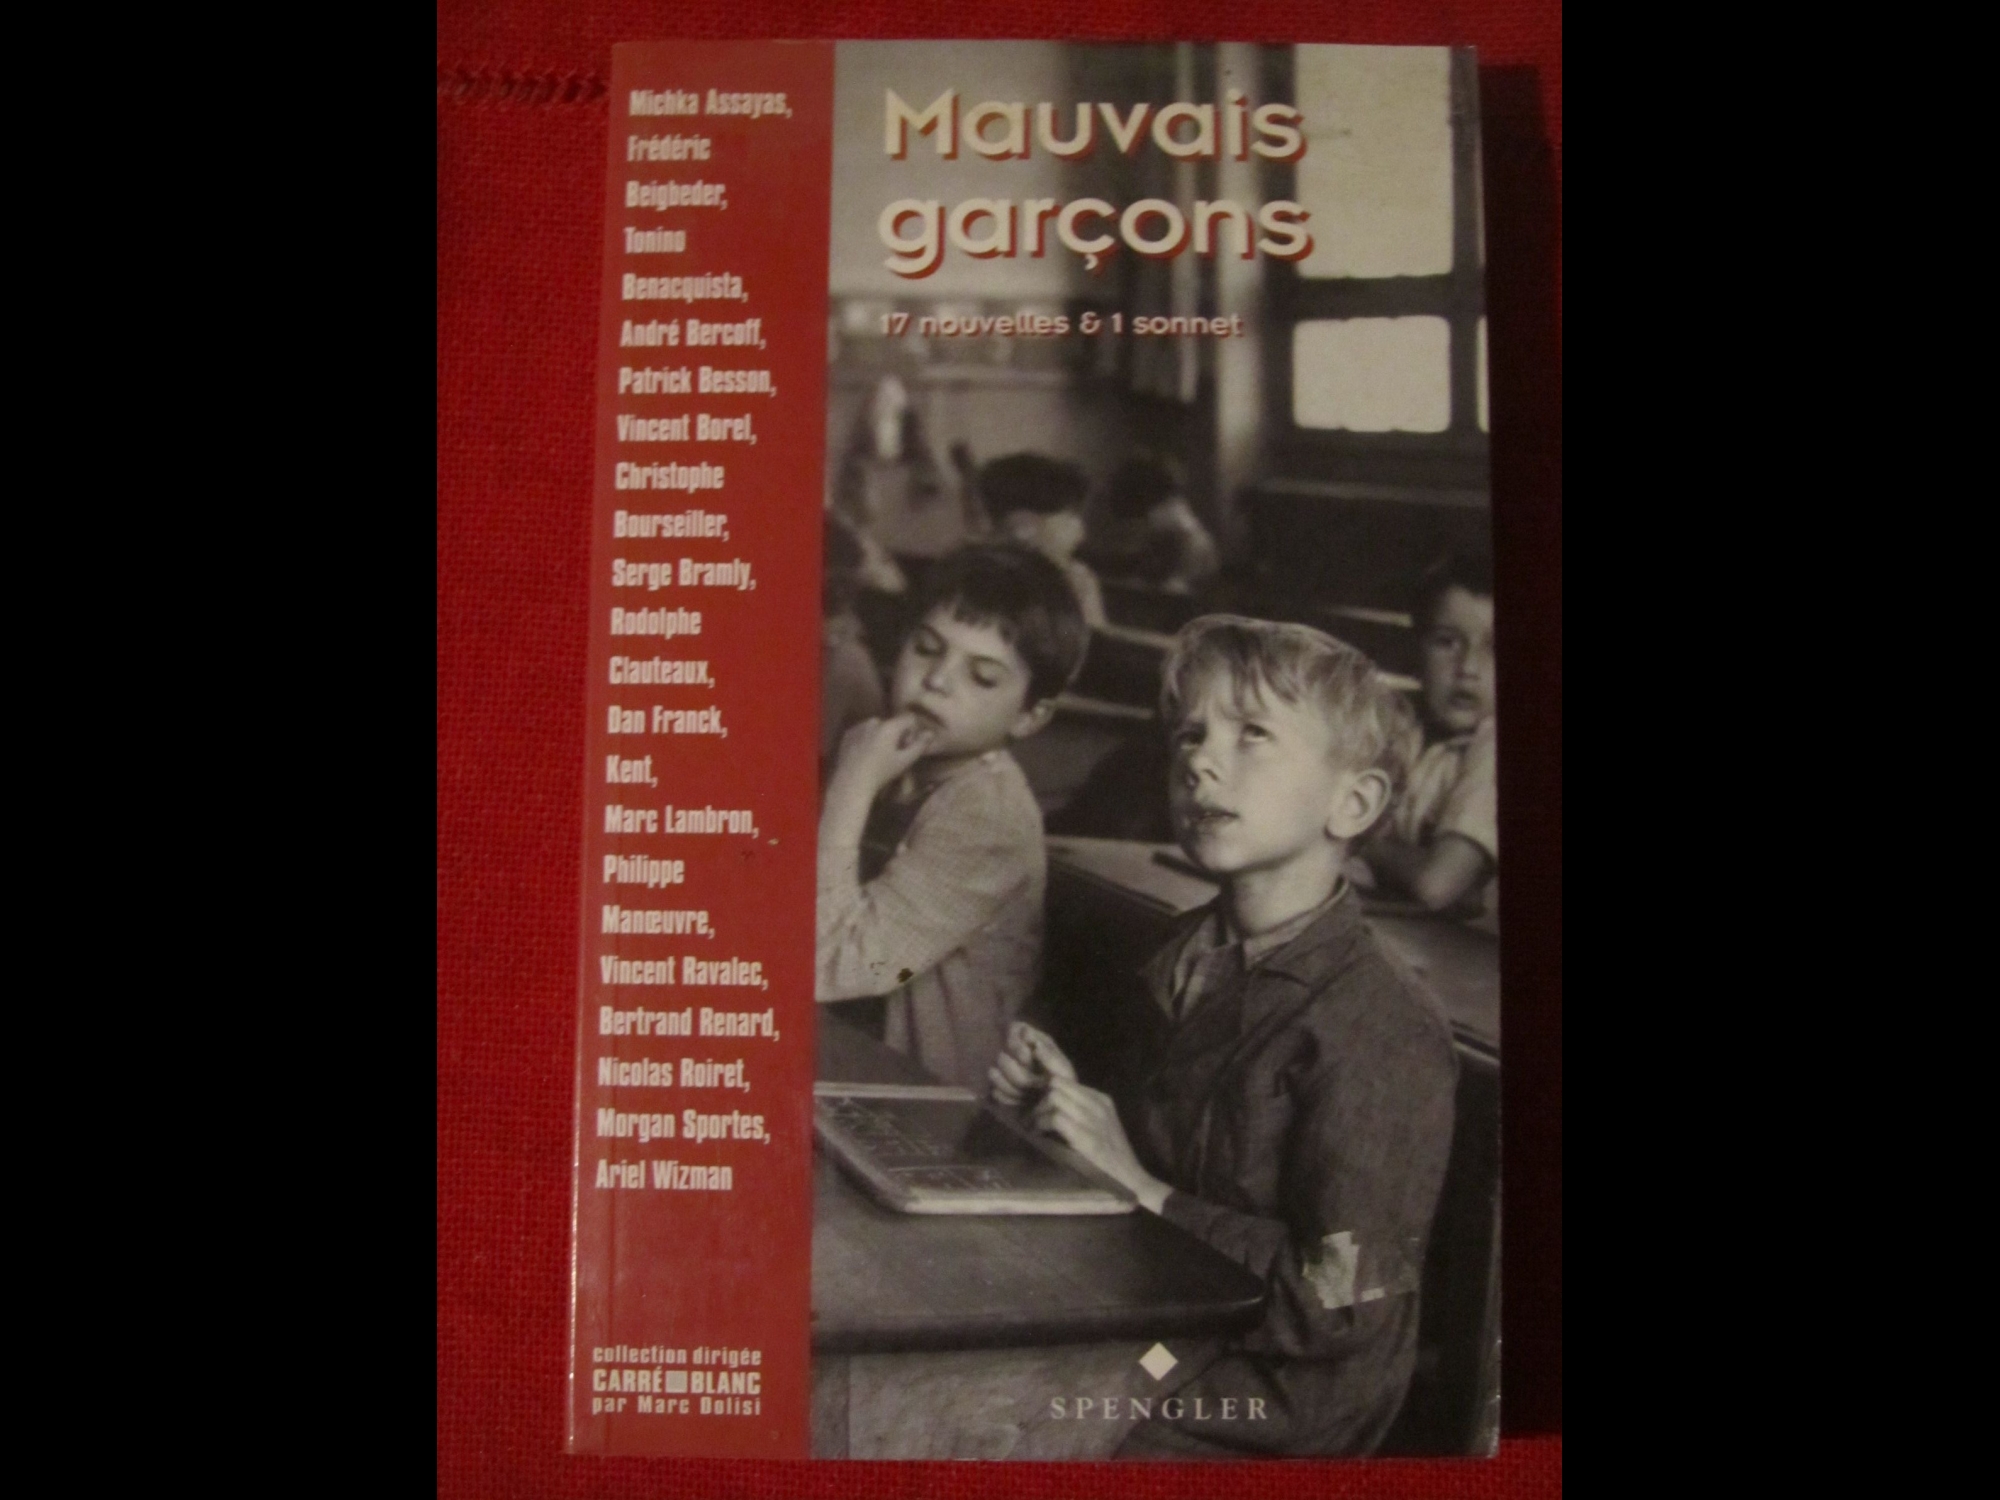 Mauvais
garçons
17 nouvelles & 1 sonnet
Michka Assayas,
Frédéric
Beigbeder,
Tonino
Benacquista,
André Bercoff,
Patrick Besson,
Vincent Borel,
Christophe
Bourseiller,
Serge Bramly,
Rodolphe
Clauteaux,
Dan Franck,
Kent,
Marc Lambron,
Philippe
Manœuvre,
Vincent Ravalec,
Bertrand Renard,
Nicolas Roiret,
Morgan Sportes,
Ariel Wizman
collection dirigée
CARRÉ BLANC
par Marc Dolisi
SPENGLER